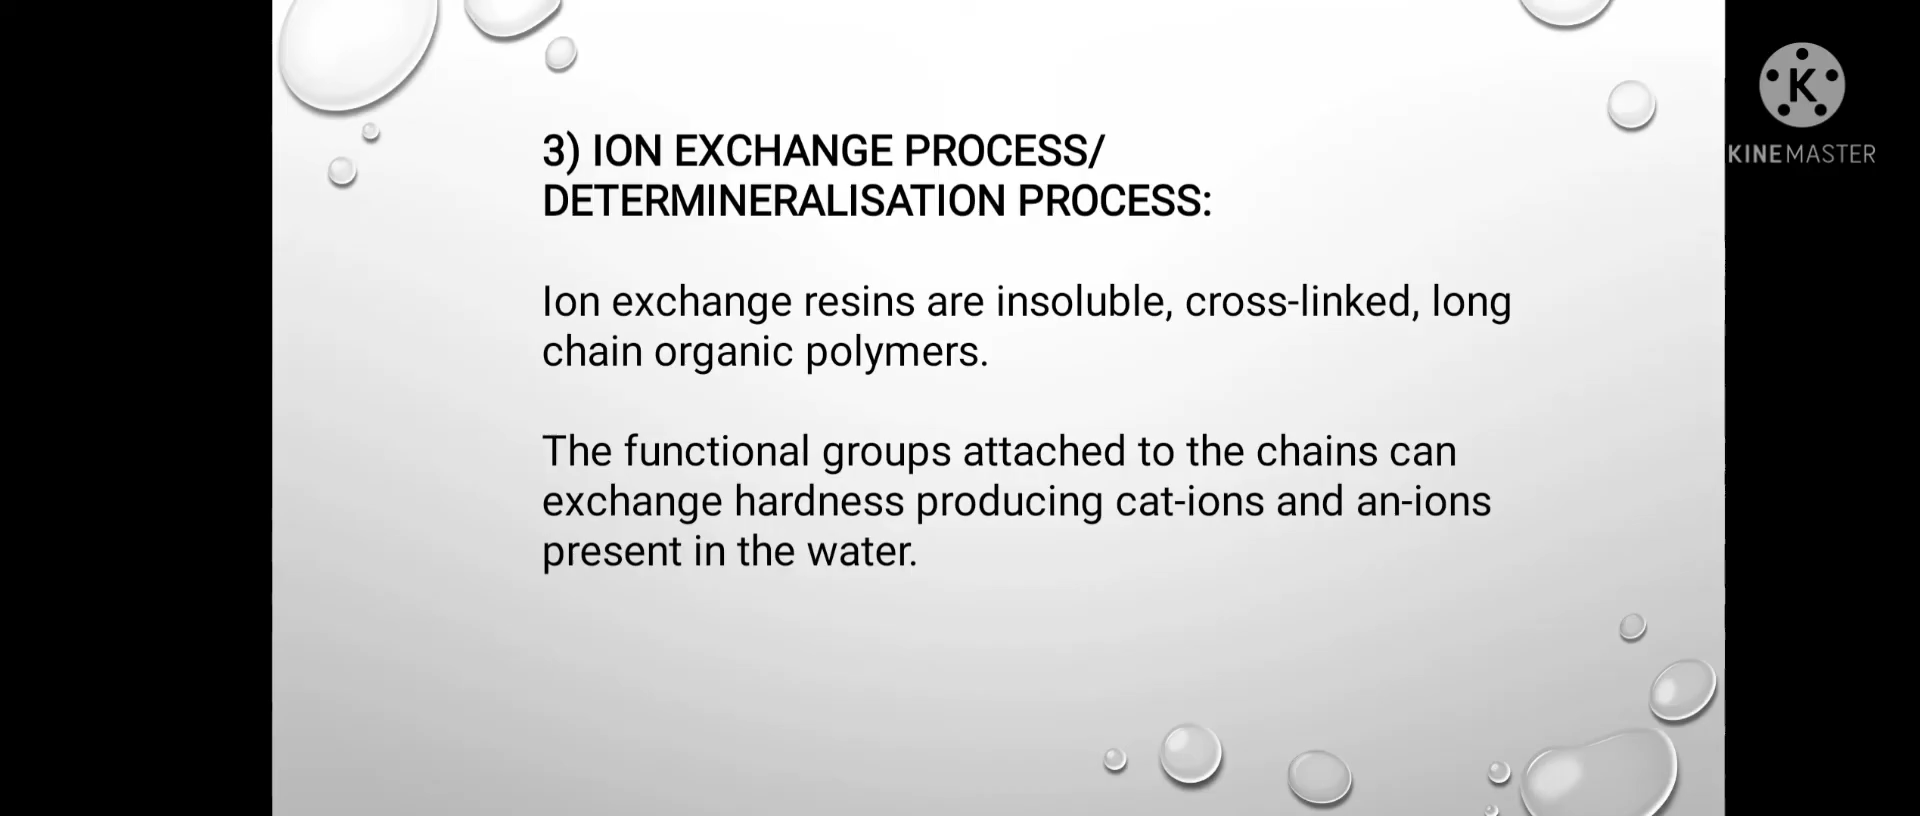 K
KINEMASTER
3) ION EXCHANGE PROCESS/
DETERMINERALISATION PROCESS:
Ion exchange resins are insoluble, cross-linked, long
chain organic polymers.
The functional groups attached to the chains can
exchange hardness producing cat-ions and an-ions
present in the water.